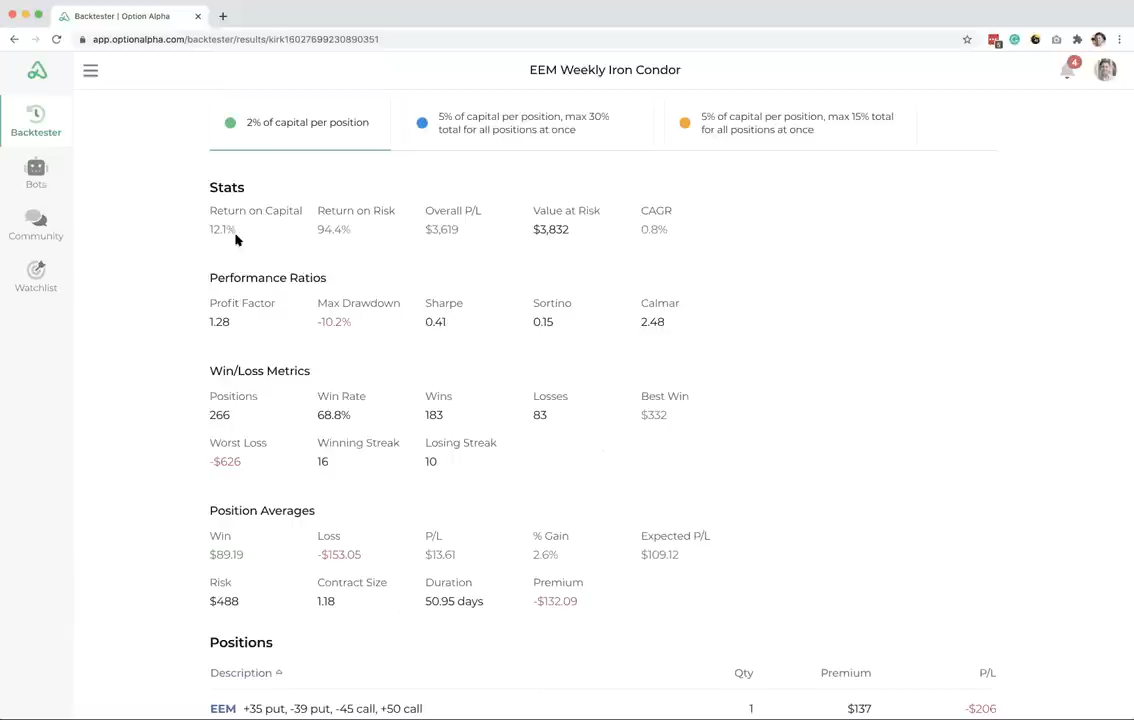 Backtester | Option Alpha
app.optionalpha.com/backtester/results/kirk16027699230890351
5
EEM Weekly Iron Condor
4
Backtester
Bots
Community
Watchlist
2% of capital per position
5% of capital per position, max 30%
total for all positions at once
5% of capital per position, max 15% total
for all positions at once
Stats
Return on Capital Return on Risk Overall P/L Value at Risk CAGR
12.1% 94.4% $3,619 $3,832 0.8%
Performance Ratios
Profit Factor Max Drawdown Sharpe Sortino Calmar
1.28 -10.2% 0.41 0.15 2.48
Win/Loss Metrics
Positions Win Rate Wins Losses Best Win
266 68.8% 183 83 $332
Worst Loss Winning Streak Losing Streak
-$626 16 10
Position Averages
Win Loss P/L % Gain Expected P/L
$89.19 -$153.05 $13.61 2.6% $109.12
Risk Contract Size Duration Premium
$488 1.18 50.95 days -$132.09
Positions
Description Qty Premium P/L
EEM +35 put, -39 put, -45 call, +50 call 1 $137 -$206